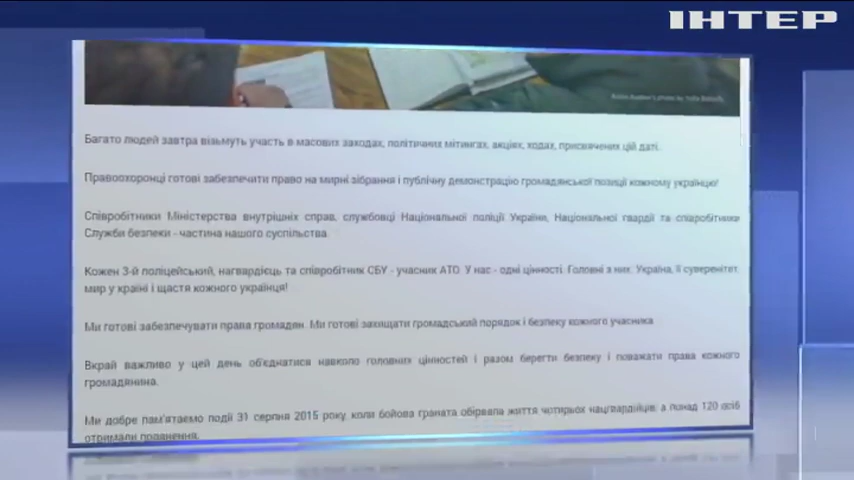 ІНТЕР
Багато людей завтра візьмуть участь в масових заходах, політичних мітингах, акціях, ходах, присвячених цій даті.
Правоохоронці готові забезпечити право на мирні зібрання і публічну демонстрацію громадянської позиції кожному українцю!
Співробітники Міністерства внутрішніх справ, службовці Національної поліції України, Національної гвардії та співробітники
Служби безпеки - частина нашого суспільства.
Кожен 3-й поліцейський, нагвардієць та співробітник СБУ - учасник АТО. У нас - одні цінності. Головні з них: Україна, її суверенітет,
мир у країні і щастя кожного українця!
Ми готові забезпечувати права громадян. Ми готові захищати громадський порядок і безпеку кожного учасника.
Вкрай важливо у цей день об'єднатися навколо головних цінностей і разом берегти безпеку і поважати права кожного
громадянина.
Ми добре пам'ятаємо події 31 серпня 2015 року, коли бойова граната обірвала життя чотирьох нацгвардійців, а понад 120 осіб
отримали поранення.